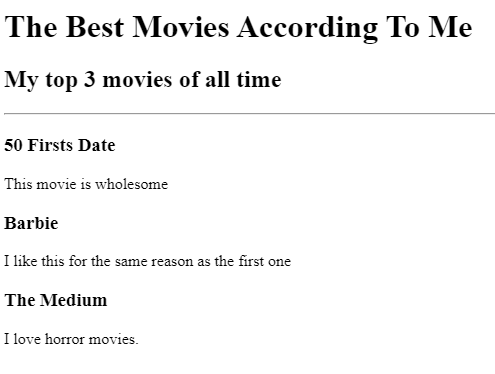 The Best Movies According To Me
My top 3 movies of all time
50 Firsts Date
This movie is wholesome
Barbie
I like this for the same reason as the first one
The Medium
I love horror movies.